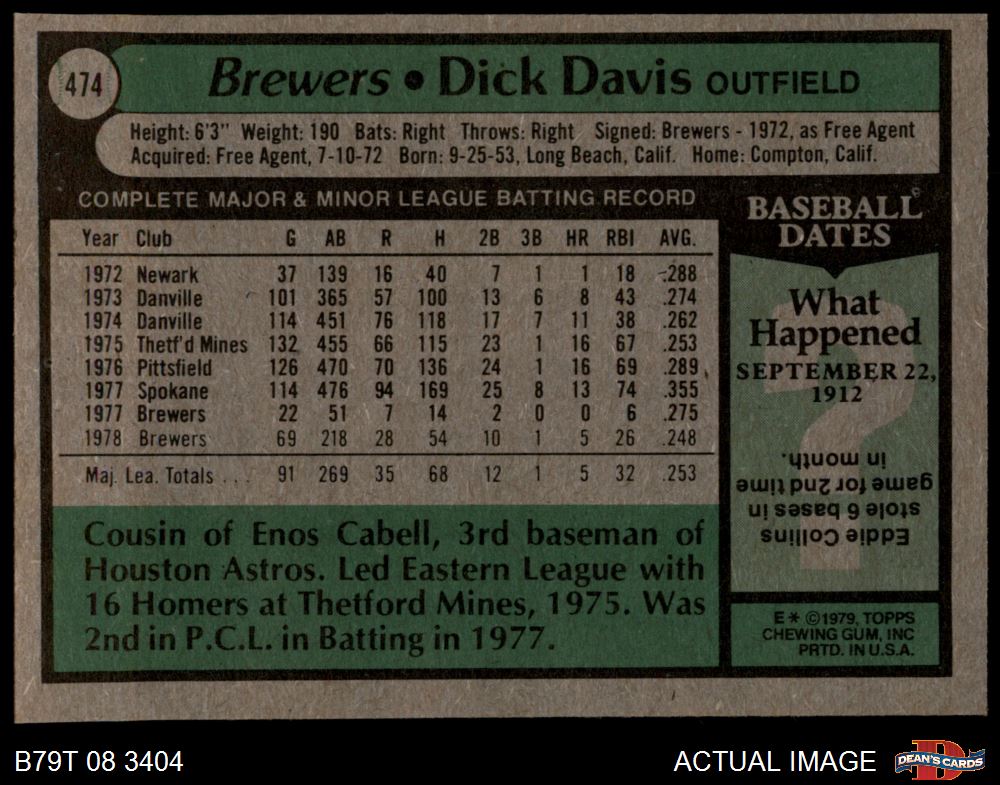 474
Brewers • Dick Davis OUTFIELD
Height: 6'3" Weight: 190 Bats: Right Throws: Right Signed: Brewers - 1972, as Free Agent
Acquired: Free Agent, 7-10-72 Born: 9-25-53, Long Beach, Calif. Home: Compton, Calif.
COMPLETE MAJOR & MINOR LEAGUE BATTING RECORD
Year Club G AB R H 2B 3B HR RBI AVG.
1972 Newark 37 139 16 40 7 1 1 18 .288
1973 Danville 101 365 57 100 13 6 8 43 .274
1974 Danville 114 451 76 118 17 7 11 38 .262
1975 Thetf'd Mines 132 455 66 115 23 1 16 67 .253
1976 Pittsfield 126 470 70 136 24 1 16 69 .289
1977 Spokane 114 476 94 169 25 8 13 74 .355
1977 Brewers 22 51 7 14 2 0 0 6 .275
1978 Brewers 69 218 28 54 10 1 5 26 .248
Maj. Lea. Totals . . . 91 269 35 68 12 1 5 32 .253
Cousin of Enos Cabell, 3rd baseman of
Houston Astros. Led Eastern League with
16 Homers at Thetford Mines, 1975. Was
2nd in P.C.L. in Batting in 1977.
BASEBALL©
DATES
What
Happened
SEPTEMBER 22,
1912
?
Eddie Collins
stole 6 bases in
game for 2nd time
in month.
E* ©1979, TOPPS
CHEWING GUM, INC
PRTD. IN U.S.A.
B79T 08 3404
ACTUAL IMAGE
DEAN'S CARDS